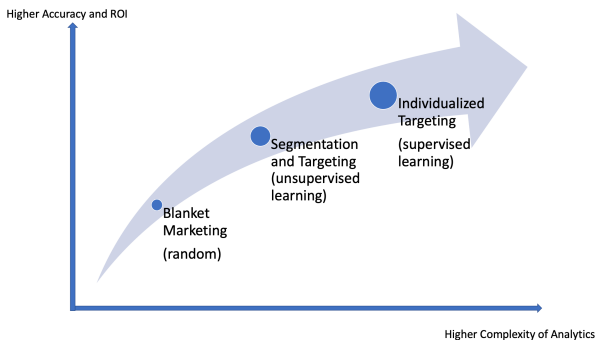 Higher Accuracy and ROI
Individualized
Targeting
(supervised
learning)
Segmentation
and Targeting
(unsupervised
learning)
Blanket
Marketing
(random)
Higher Complexity of Analytics